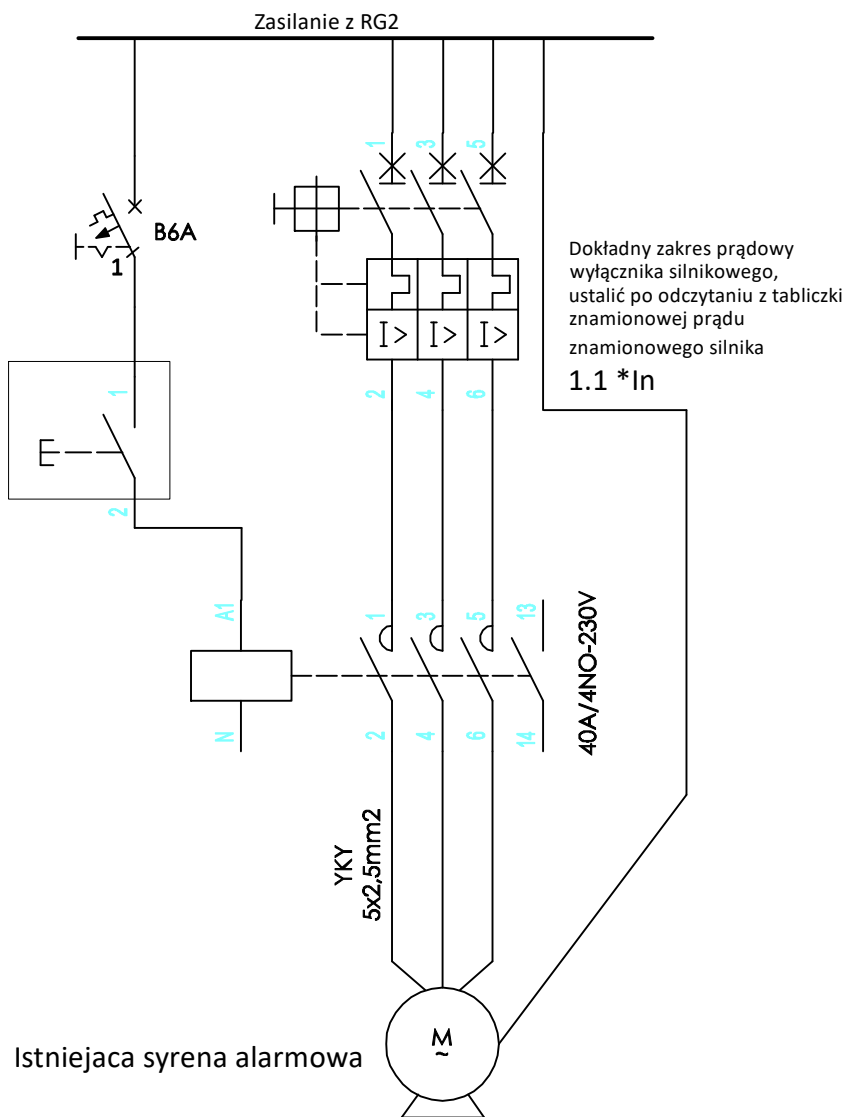 Zasilanie z RG2
1
3
5
B6A
1
Dokładny zakres prądowy
wyłącznika silnikowego,
ustalić po odczytaniu z tabliczki
znamionowej prądu
znamionowego silnika
1.1 *In
I>
I>
I>
1
2
4
6
2
A1
1
3
5
13
40A/4NO-230V
N
2
4
6
14
YKY
5x2,5mm2
M
~
Istniejaca syrena alarmowa